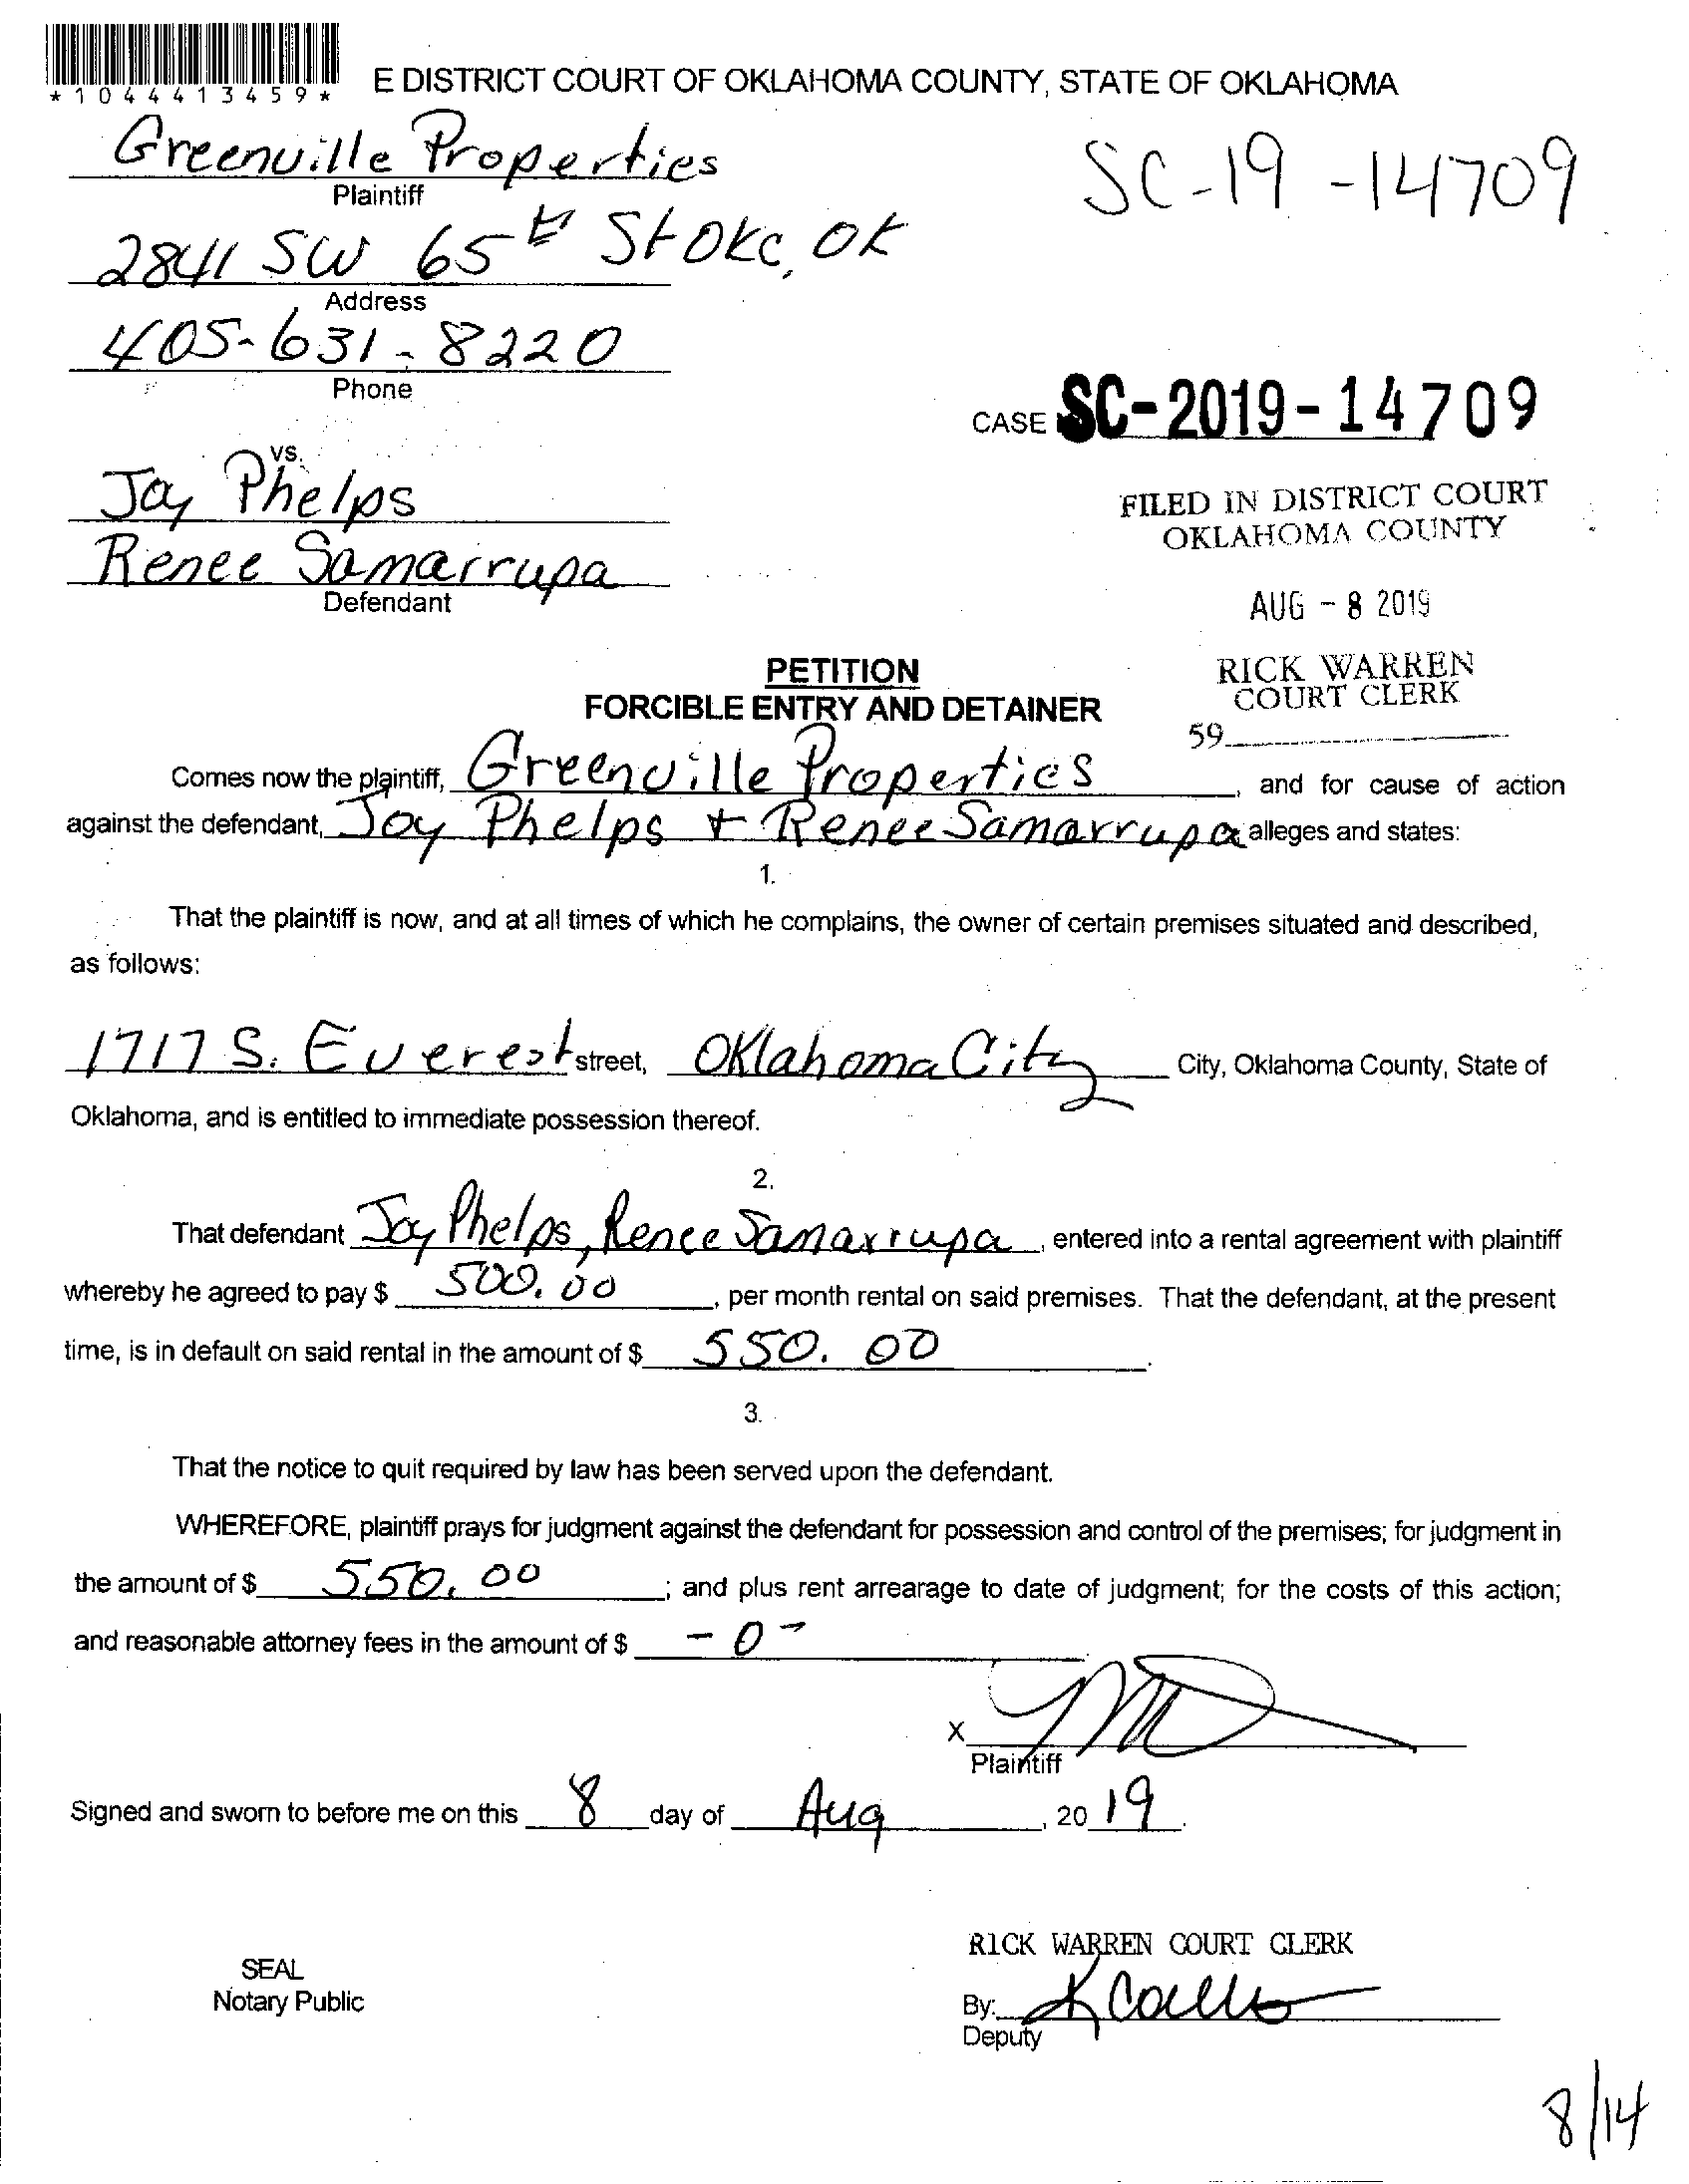 *1044413459*
E DISTRICT COURT OF OKLAHOMA COUNTY, STATE OF OKLAHOMA
Greenville Properties
Plaintiff
SC-19-14709
2841 SW 65th St OKC, OK
Address
405-631-8220
Phone
CASE SC-2019-14709
vs.
Joy Phelps
FILED IN DISTRICT COURT
OKLAHOMA COUNTY
Renee Samarrupa
Defendant
AUG - 8 2019
PETITION
FORCIBLE ENTRY AND DETAINER
RICK WARREN
COURT CLERK
59
Comes now the plaintiff, Greenville Properties, and for cause of action
against the defendant, Joy Phelps + Renee Samarrupa alleges and states:
1.
That the plaintiff is now, and at all times of which he complains, the owner of certain premises situated and described,
as follows:
1717 S. Everest street, Oklahoma City City, Oklahoma County, State of
Oklahoma, and is entitled to immediate possession thereof.
2.
That defendant Joy Phelps, Renee Samarrupa, entered into a rental agreement with plaintiff
whereby he agreed to pay $ 500.00, per month rental on said premises. That the defendant, at the present
time, is in default on said rental in the amount of $ 550.00.
3.
That the notice to quit required by law has been served upon the defendant.
WHEREFORE, plaintiff prays for judgment against the defendant for possession and control of the premises; for judgment in
the amount of $ 550.00; and plus rent arrearage to date of judgment; for the costs of this action;
and reasonable attorney fees in the amount of $ -0-.
X
Plaintiff
Signed and sworn to before me on this 8 day of Aug, 2019.
RICK WARREN COURT CLERK
SEAL
Notary Public
By:
Deputy
8/14